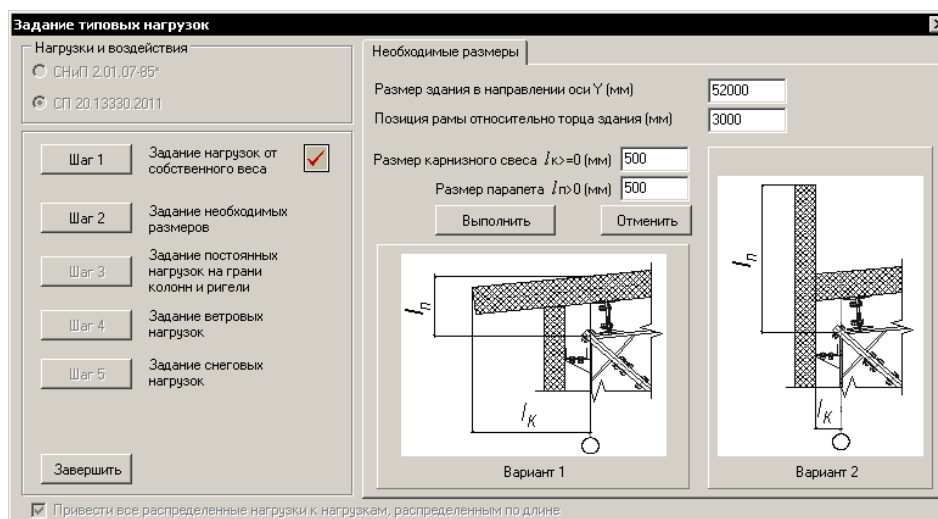 Задание типовых нагрузок
Нагрузки и воздействия
СНиП 2.01.07-85*
СП 20.13330.2011
Шаг 1
Задание нагрузок от
собственного веса
Шаг 2
Задание необходимых
размеров
Шаг 3
Задание постоянных
нагрузок на грани
колонн и ригели
Шаг 4
Задание ветровых
нагрузок
Шаг 5
Задание снеговых
нагрузок
Завершить
Необходимые размеры
Размер здания в направлении оси Y (мм) 52000
Позиция рамы относительно торца здания (мм) 3000
Размер карнизного свеса lк>=0 (мм) 500
Размер парапета lп>0 (мм) 500
Выполнить Отменить
lп
lк
Вариант 1
lп
lк
Вариант 2
Привести все распределенные нагрузки к нагрузкам, распределенным по длине